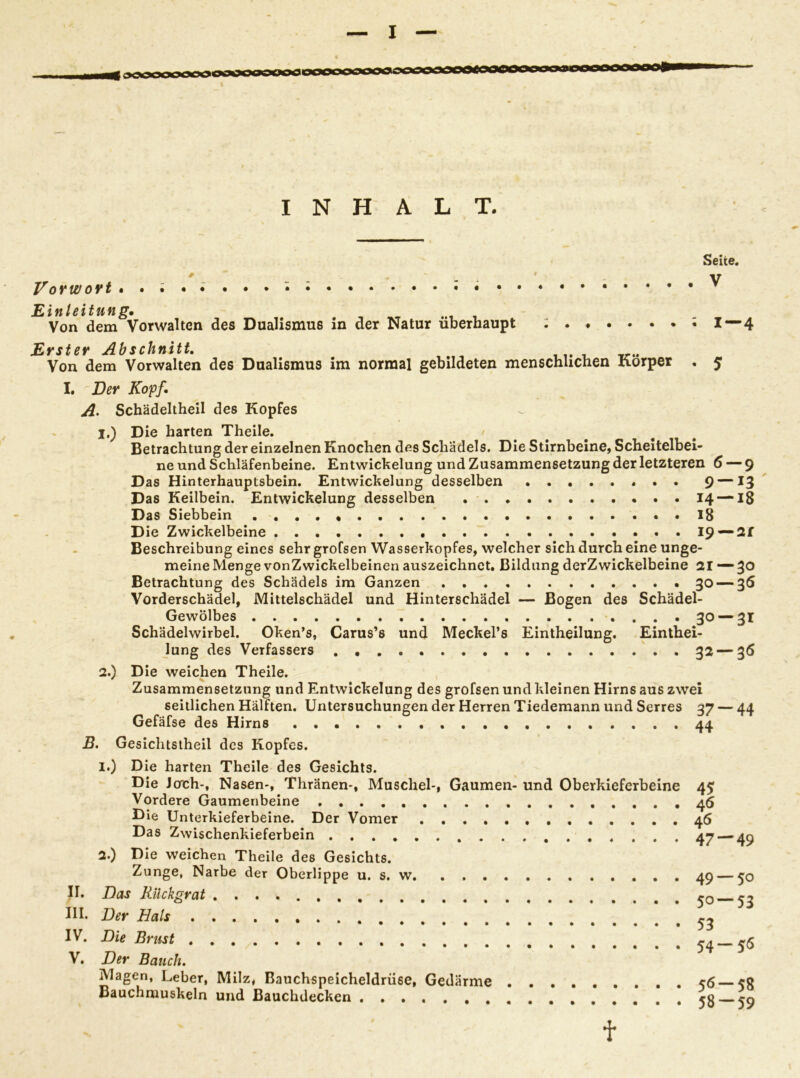 — I —
INHALT.
Seite.
Vorwort . . . . . . . . . . . . . . . . . . . . . . . . . . . V
Einleitung.
Von dem Vorwalten des Dualismus in der Natur überhaupt . . . . . . . . 1—4
Erster Abschnitt.
Von dem Vorwalten des Dualismus im normal gebildeten menschlichen Körper . 5
I. Der Kopf.
A. Schädeltheil des Kopfes
1.) Die harten Theile.
Betrachtung der einzelnen Knochen des Schädels. Die Stirnbeine, Scheitelbei-
ne und Schläfenbeine. Entwickelung und Zusammensetzung der letzteren 6—9
Das Hinterhauptsbein. Entwickelung desselben . . . . . . . . 9—13
Das Keilbein. Entwickelung desselben . . . . . . . . . . . 14—18
Das Siebbein . . . . . . . . . . . . . . . . . . . . . 18
Die Zwickelbeine . . . . . . . . . . . . . . . . . . . . 19—21
Beschreibung eines sehr grofsen Wasserkopfes, welcher sich durch eine unge-
meine Menge von Zwickelbeinen auszeichnet. Bildung der Zwickelbeine 21—30
Betrachtung des Schädels im Ganzen . . . . . . . . . . . . 30—36
Vorderschädel, Mittelschädel und Hinterschädel — Bogen des Schädel-
Gewölbes . . . . . . . . . . . . . . . . . . . . . 30—31
Schädelwirbel. Oken's, Carus's und Meckel's Eintheilung. Einthei-
lung des Verfassers . . . . . . . . . . . . . . . . . 32—36
2.) Die weichen Theile.
Zusammensetzung und Entwickelung des grofsen und kleinen Hirns aus zwei
seitlichen Hälften. Untersuchungen der Herren Tiedemann und Serres 37—44
Gefäfse des Hirns . . . . . . . . . . . . . . . . . . . 44
B. Gesichtstheil des Kopfes.
1.) Die harten Theile des Gesichts.
Die Joch-, Nasen-, Thränen-, Muschel-, Gaumen- und Oberkieferbeine 45
Vordere Gaumenbeine . . . . . . . . . . . . . . . . . . 46
Die Unterkieferbeine. Der Vomer . . . . . . . . . . . . . 46
Das Zwischenkieferbein . . . . . . . . . . . . . . . . . 47—49
2.) Die weichen Theile des Gesichts.
Zunge, Narbe der Oberlippe u. s. w. . . . . . . . . . . . . 49—50
II. Das Rückgrat . . . . . . . . . . . . . . . . . . . . . . . 50—53
III. Der Hals . . . . . . . . . . . . . . . . . . . . . . . . 53
IV. Die Brust . . . . . . . . . . . . . . . . . . . . . . . . 54—56
V. Der Bauch.
Magen, Leber, Milz, Bauchspeicheldrüse, Gedärme . . . . . . . . . 56—58
Bauchmuskeln und Bauchdecken . . . . . . . . . . . . . . . . 58—59
†